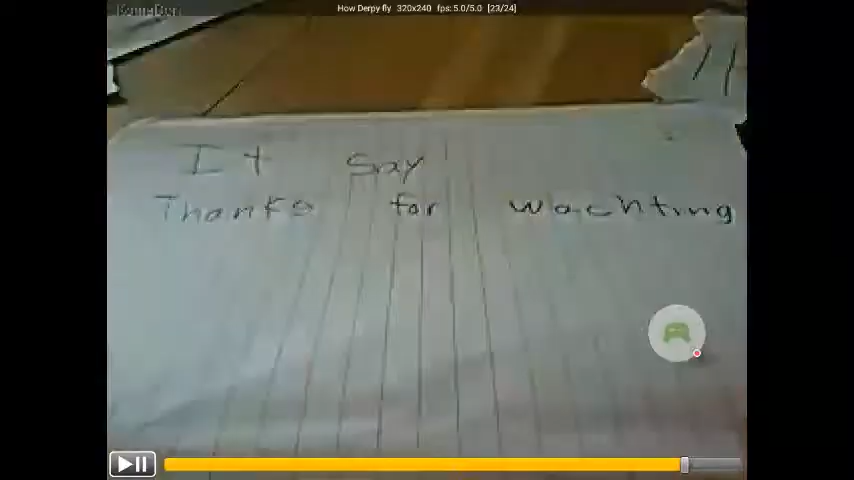 How Derpy fly 320x240 fps: 5.0/5.0 [23/24]
It Say
Thanks for wachting